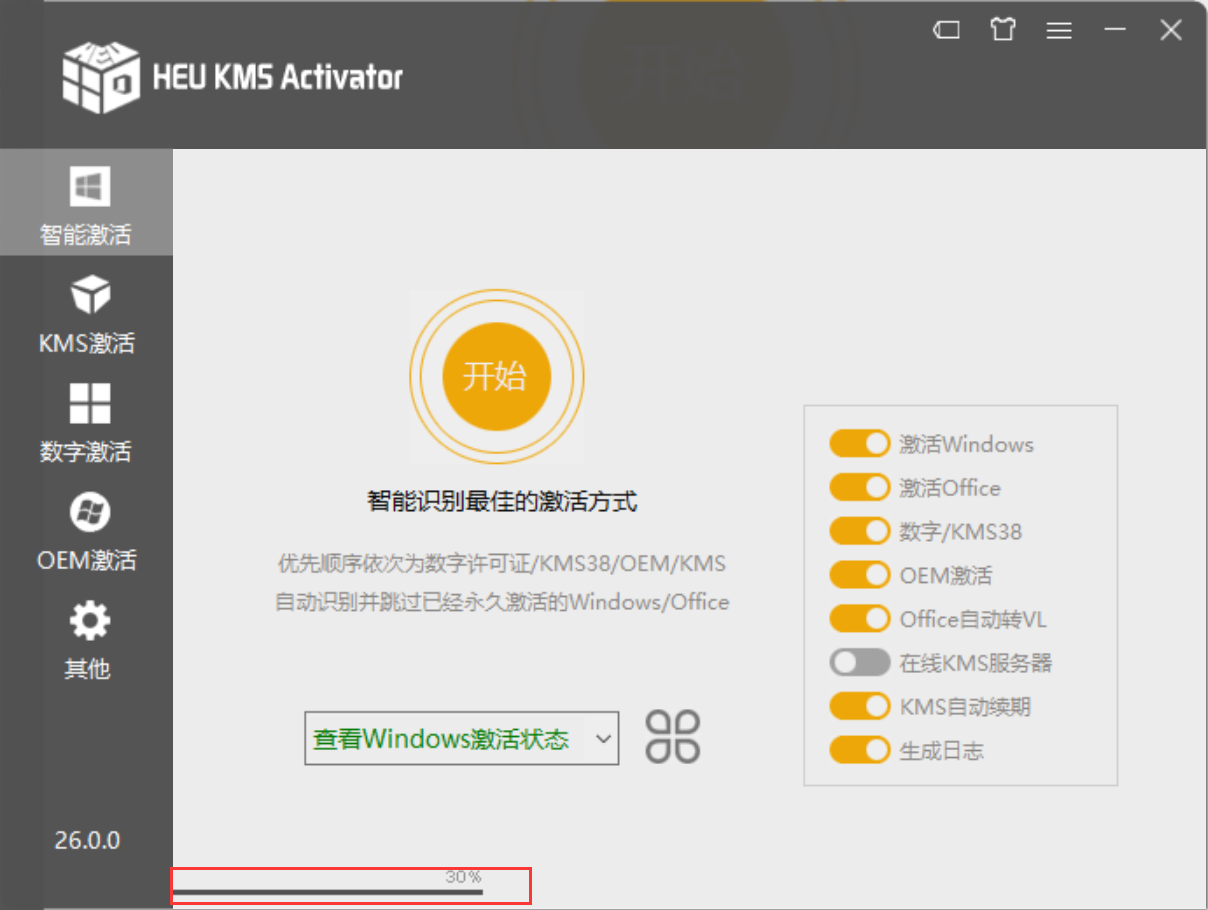 HEU KMS Activator
智能激活
KMS激活
数字激活
OEM激活
其他
26.0.0
开始
智能识别最佳的激活方式
优先顺序依次为数字许可证/KMS38/OEM/KMS
自动识别并跳过已经永久激活的Windows/Office
查看Windows激活状态
激活Windows
激活Office
数字/KMS38
OEM激活
Office自动转VL
在线KMS服务器
KMS自动续期
生成日志
30%